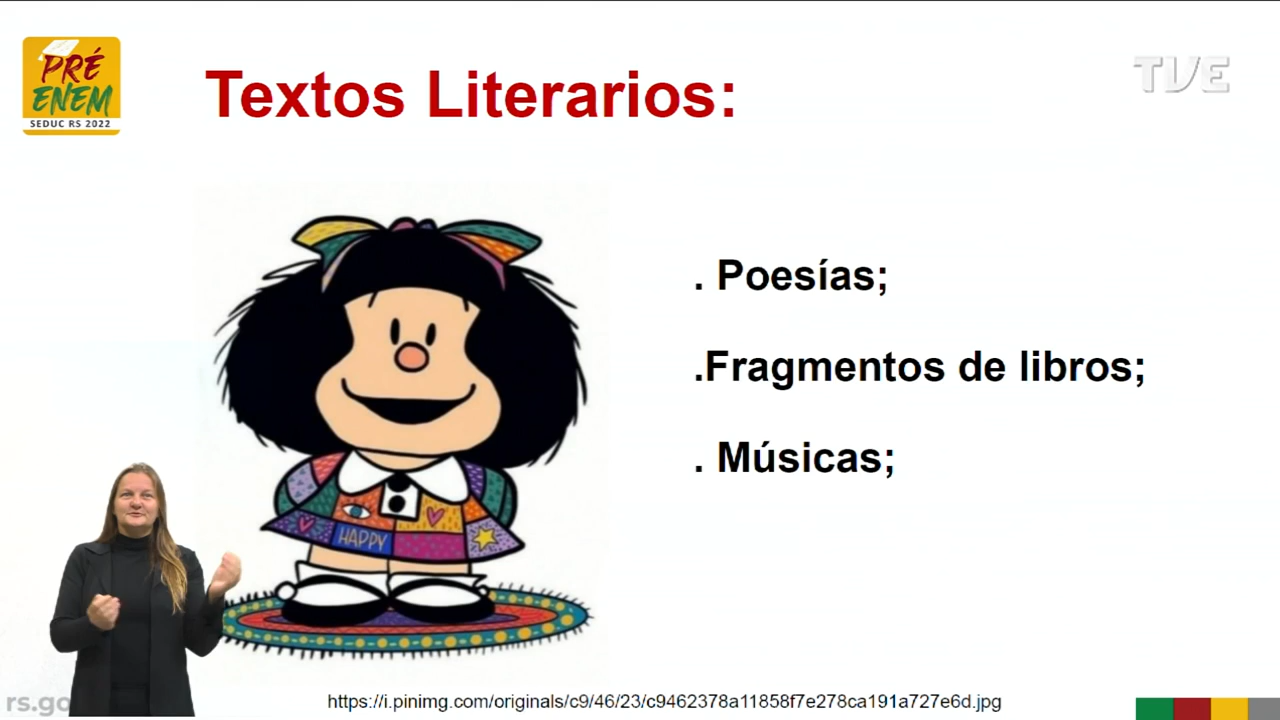 PRÉ
ENEM
SEDUC RS 2022
Textos Literarios:
TVE
. Poesías;
.Fragmentos de libros;
. Músicas;
HAPPY
rs.go
https://i.pinimg.com/originals/c9/46/23/c9462378a11858f7e278ca191a727e6d.jpg